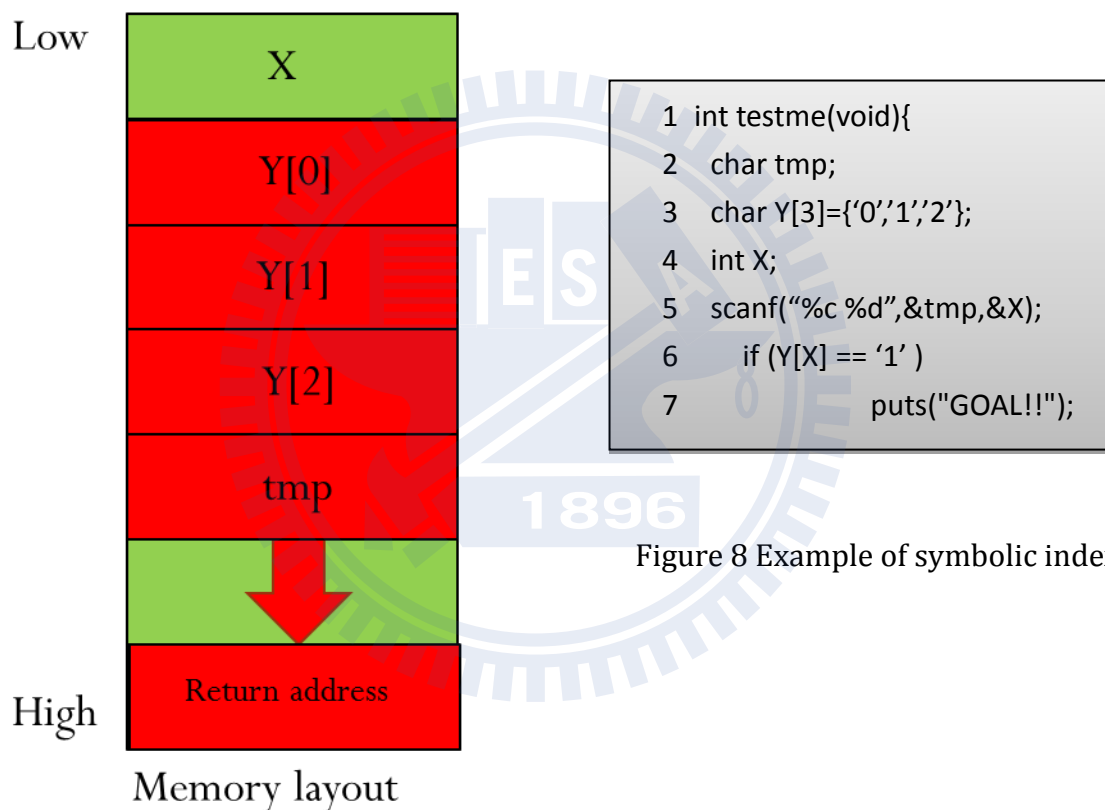 Low
X
Y[0]
Y[1]
Y[2]
tmp
Return address
High
Memory layout
1 int testme(void){
2 char tmp;
3 char Y[3]={‘0’,’1’,’2’};
4 int X;
5 scanf(“%c %d”,&tmp,&X);
6 if (Y[X] == ‘1’ )
7 puts("GOAL!!");
ES
1896
Figure 8 Example of symbolic